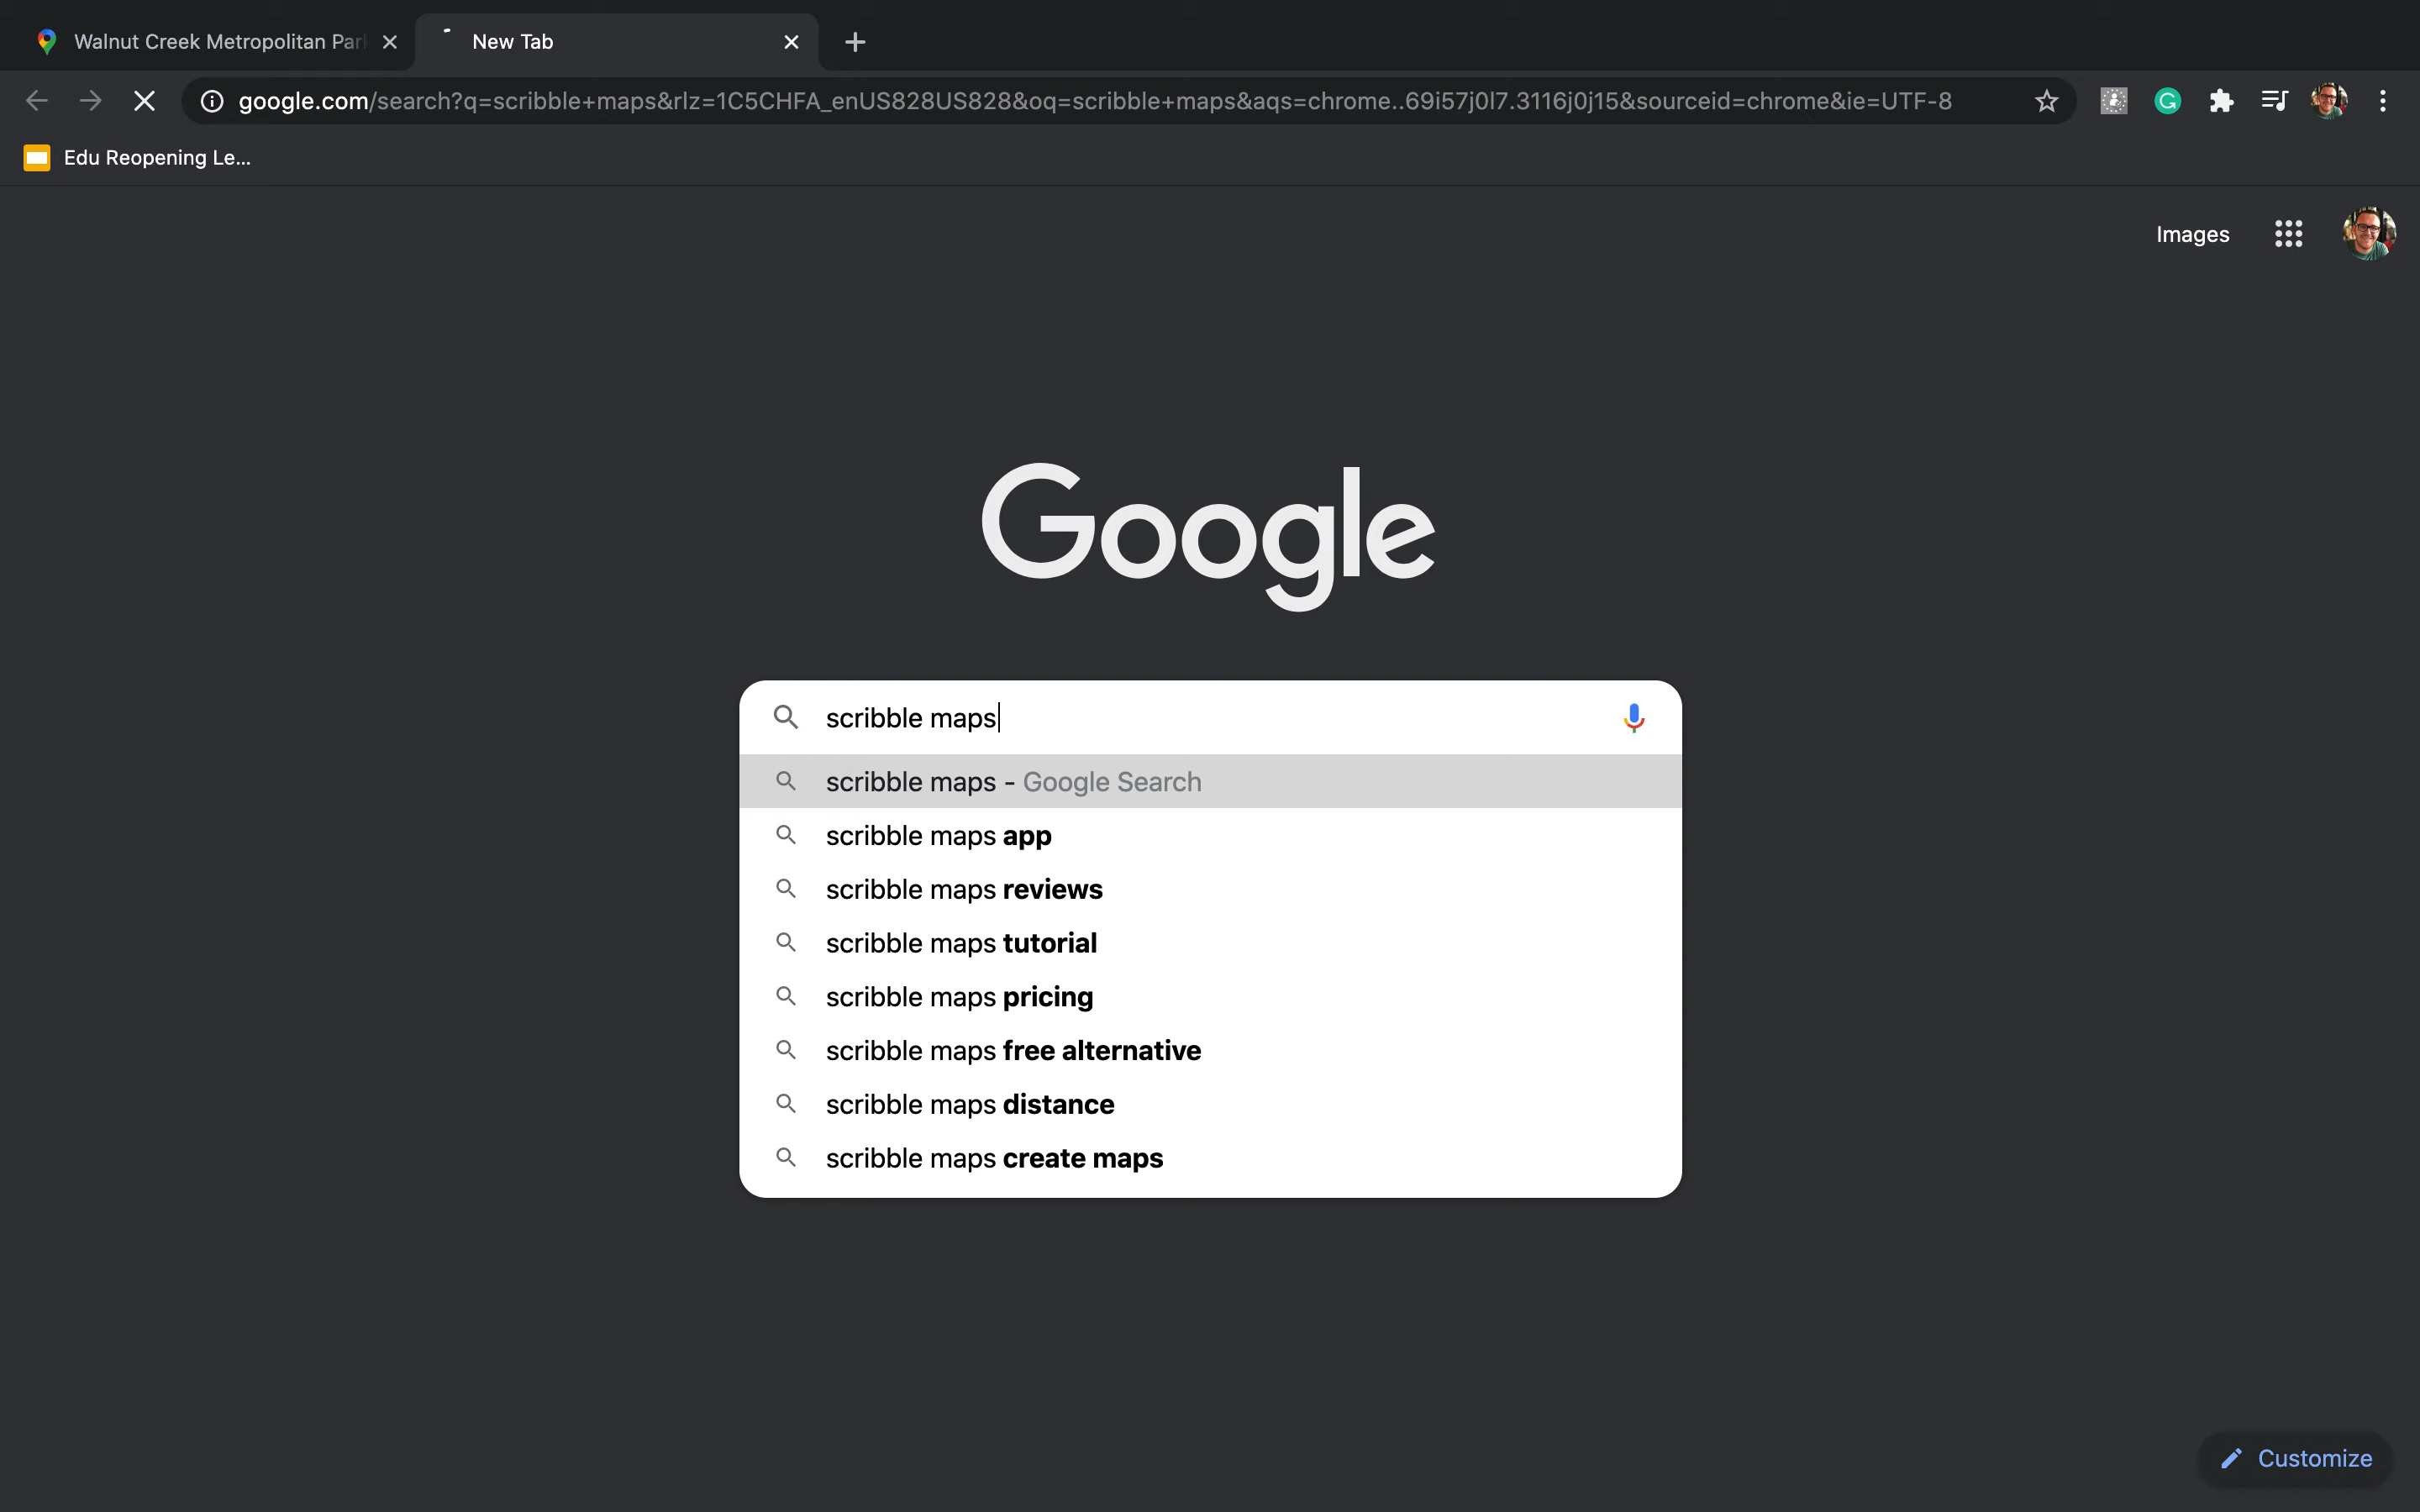 Walnut Creek Metropolitan Par
New Tab
google.com/search?q=scribble+maps&rlz=1C5CHFA_enUS828US828&oq=scribble+maps&aqs=chrome..69i57j0l7.3116j0j15&sourceid=chrome&ie=UTF-8
Edu Reopening Le...
Images
Google
scribble maps
scribble maps - Google Search
scribble maps app
scribble maps reviews
scribble maps tutorial
scribble maps pricing
scribble maps free alternative
scribble maps distance
scribble maps create maps
Customize